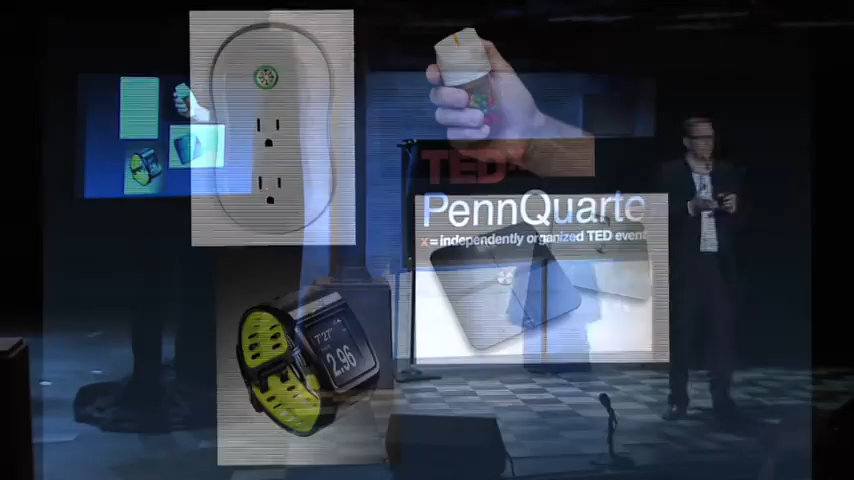 TEDx
PennQuarte
x = independently organized TED event
7'27"
2.96